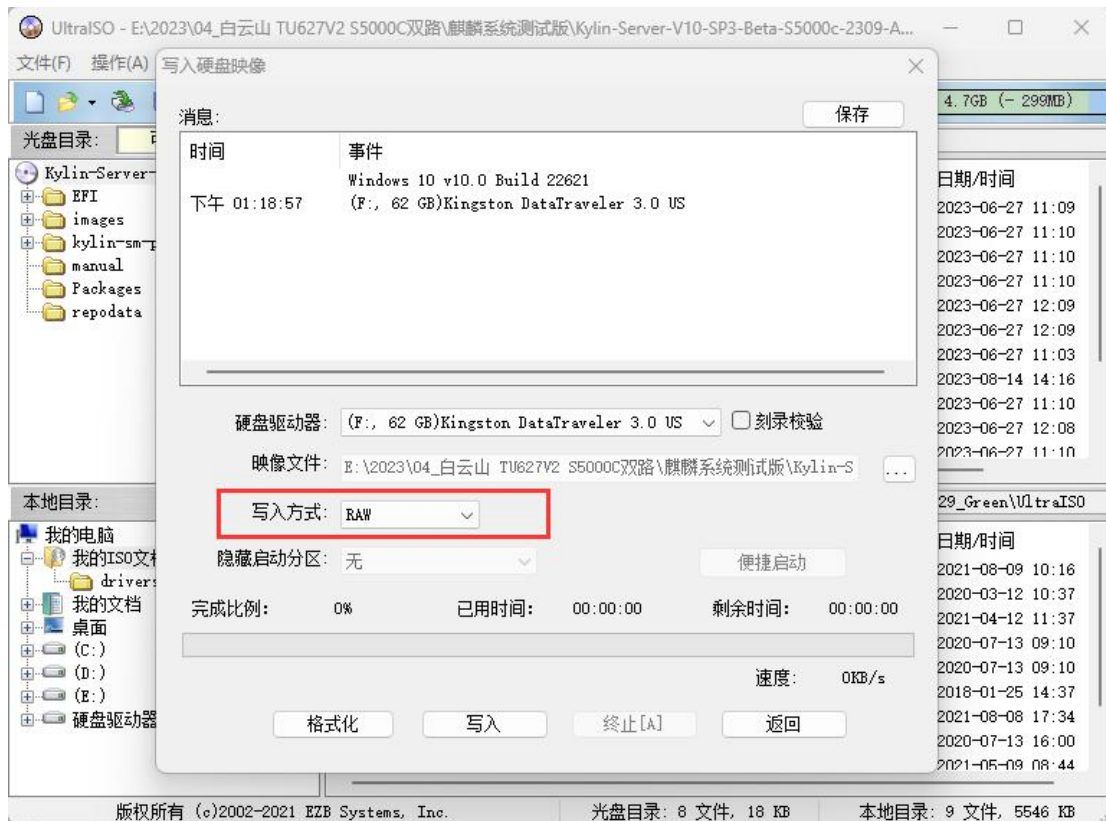 UltraISO - E:\2023\04_白云山 TU627V2 S5000C双路\麒麟系统测试版\Kylin-Server-V10-SP3-Beta-S5000c-2309-A...
文件(F) 操作(A)
写入硬盘映像
4.7GB (- 299MB)
消息:
保存
时间 事件
Windows 10 v10.0 Build 22621
下午 01:18:57 (F:, 62 GB)Kingston DataTraveler 3.0 US
光盘目录:
Kylin-Server-
EFI
images
kylin-sm-p
manual
Packages
repodata
日期/时间
2023-06-27 11:09
2023-06-27 11:10
2023-06-27 11:10
2023-06-27 11:10
2023-06-27 12:09
2023-06-27 12:09
2023-06-27 11:03
2023-08-14 14:16
2023-06-27 11:10
2023-06-27 12:08
2023-06-27 11:10
硬盘驱动器: (F:, 62 GB)Kingston DataTraveler 3.0 US 刻录校验
映像文件: E:\2023\04_白云山 TU627V2 S5000C双路\麒麟系统测试版\Kylin-S ...
写入方式: RAW
隐藏启动分区: 无 便捷启动
完成比例: 0% 已用时间: 00:00:00 剩余时间: 00:00:00
速度: 0KB/s
格式化 写入 终止[A] 返回
本地目录:
29_Green\UltraISO
我的电脑
我的ISO文
drivers
我的文档
桌面
(C:)
(D:)
(E:)
硬盘驱动器
日期/时间
2021-08-09 10:16
2020-03-12 10:37
2021-04-12 11:37
2020-07-13 09:10
2020-07-13 09:10
2018-01-25 14:37
2021-08-08 17:34
2020-07-13 16:00
2021-05-09 08:44
版权所有 (c)2002-2021 EZB Systems, Inc. 光盘目录: 8 文件, 18 KB 本地目录: 9 文件, 5546 KB